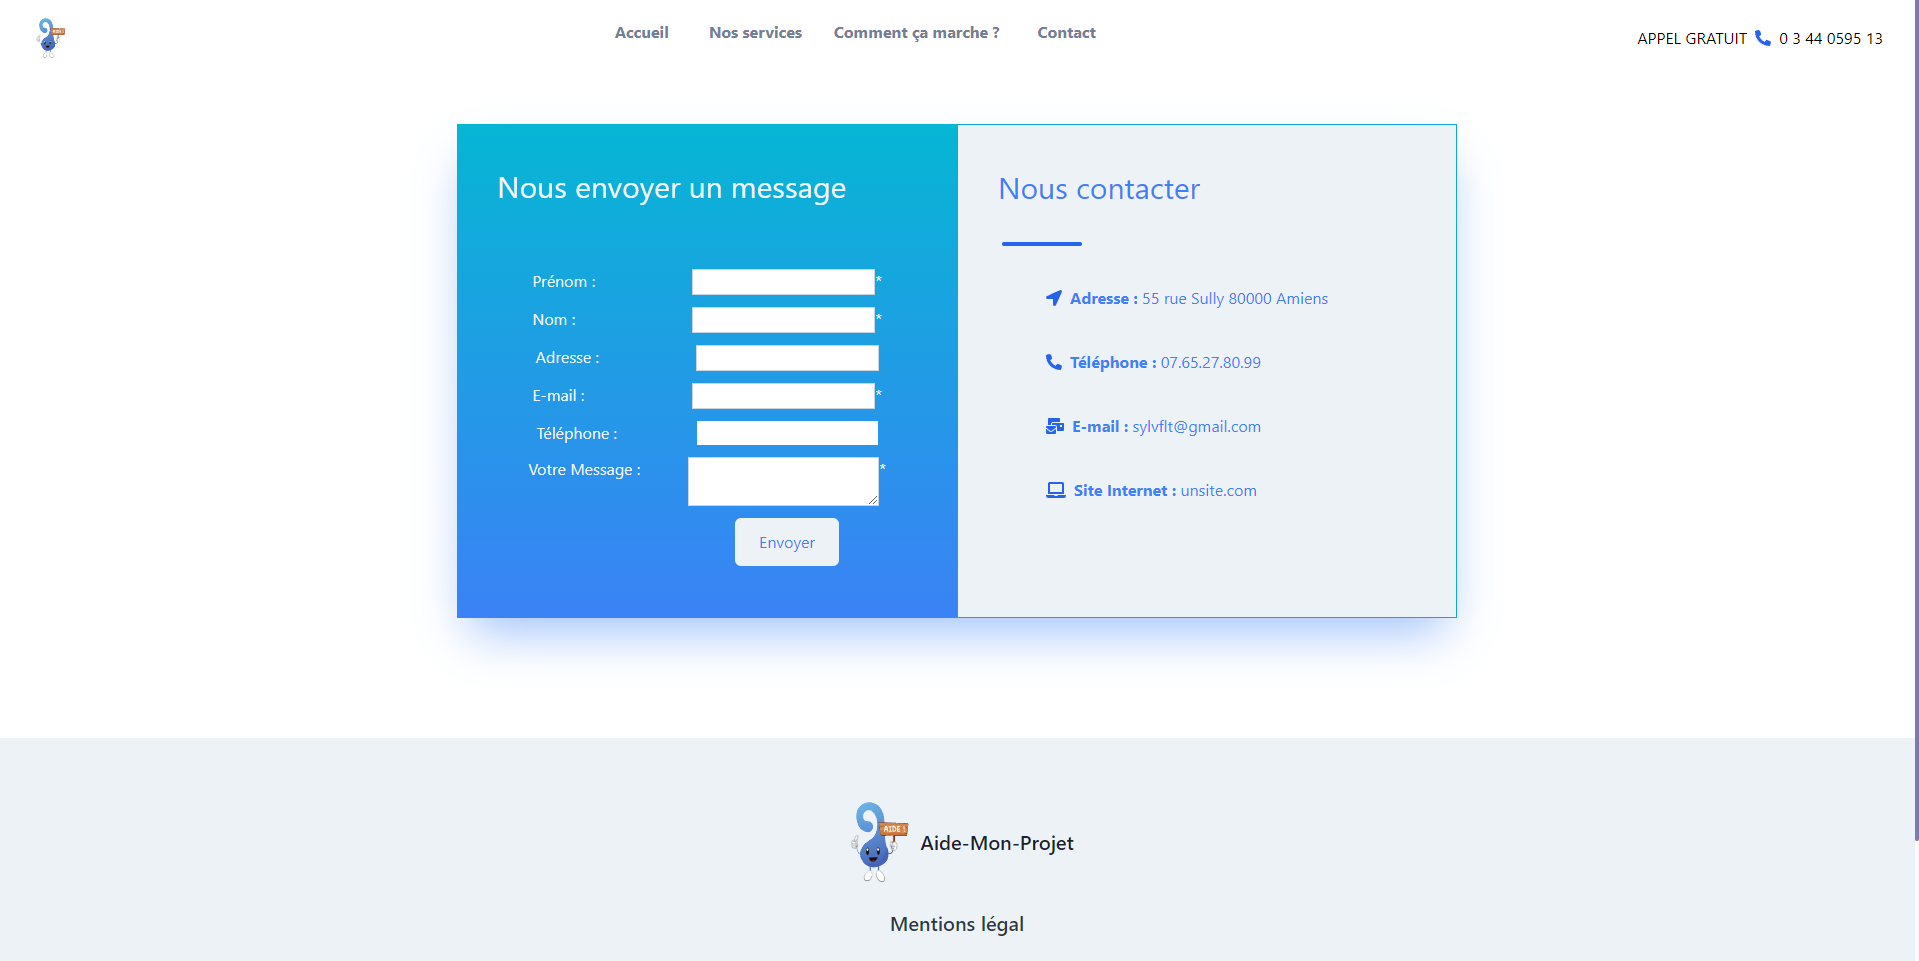 AIDE !
Accueil Nos services Comment ça marche ? Contact
APPEL GRATUIT 0 3 44 0595 13
Nous envoyer un message
Prénom : *
Nom : *
Adresse :
E-mail : *
Téléphone :
Votre Message : *
Envoyer
Nous contacter
Adresse : 55 rue Sully 80000 Amiens
Téléphone : 07.65.27.80.99
E-mail : sylvflt@gmail.com
Site Internet : unsite.com
AIDE !
Aide-Mon-Projet
Mentions légal